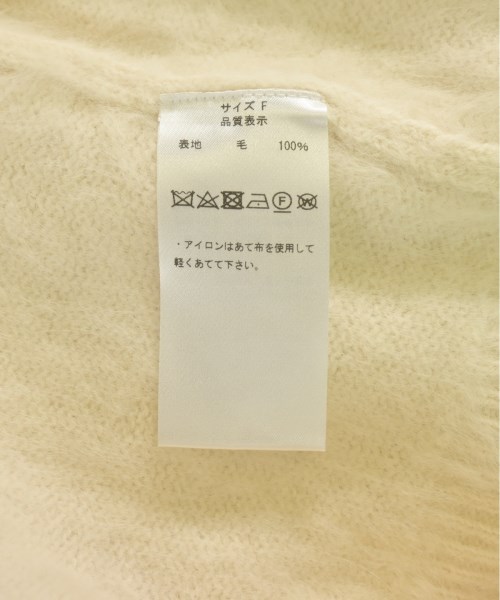 サイズ F
品質表示
表地 毛 100%
F W
・アイロンはあて布を使用して
軽くあてて下さい。